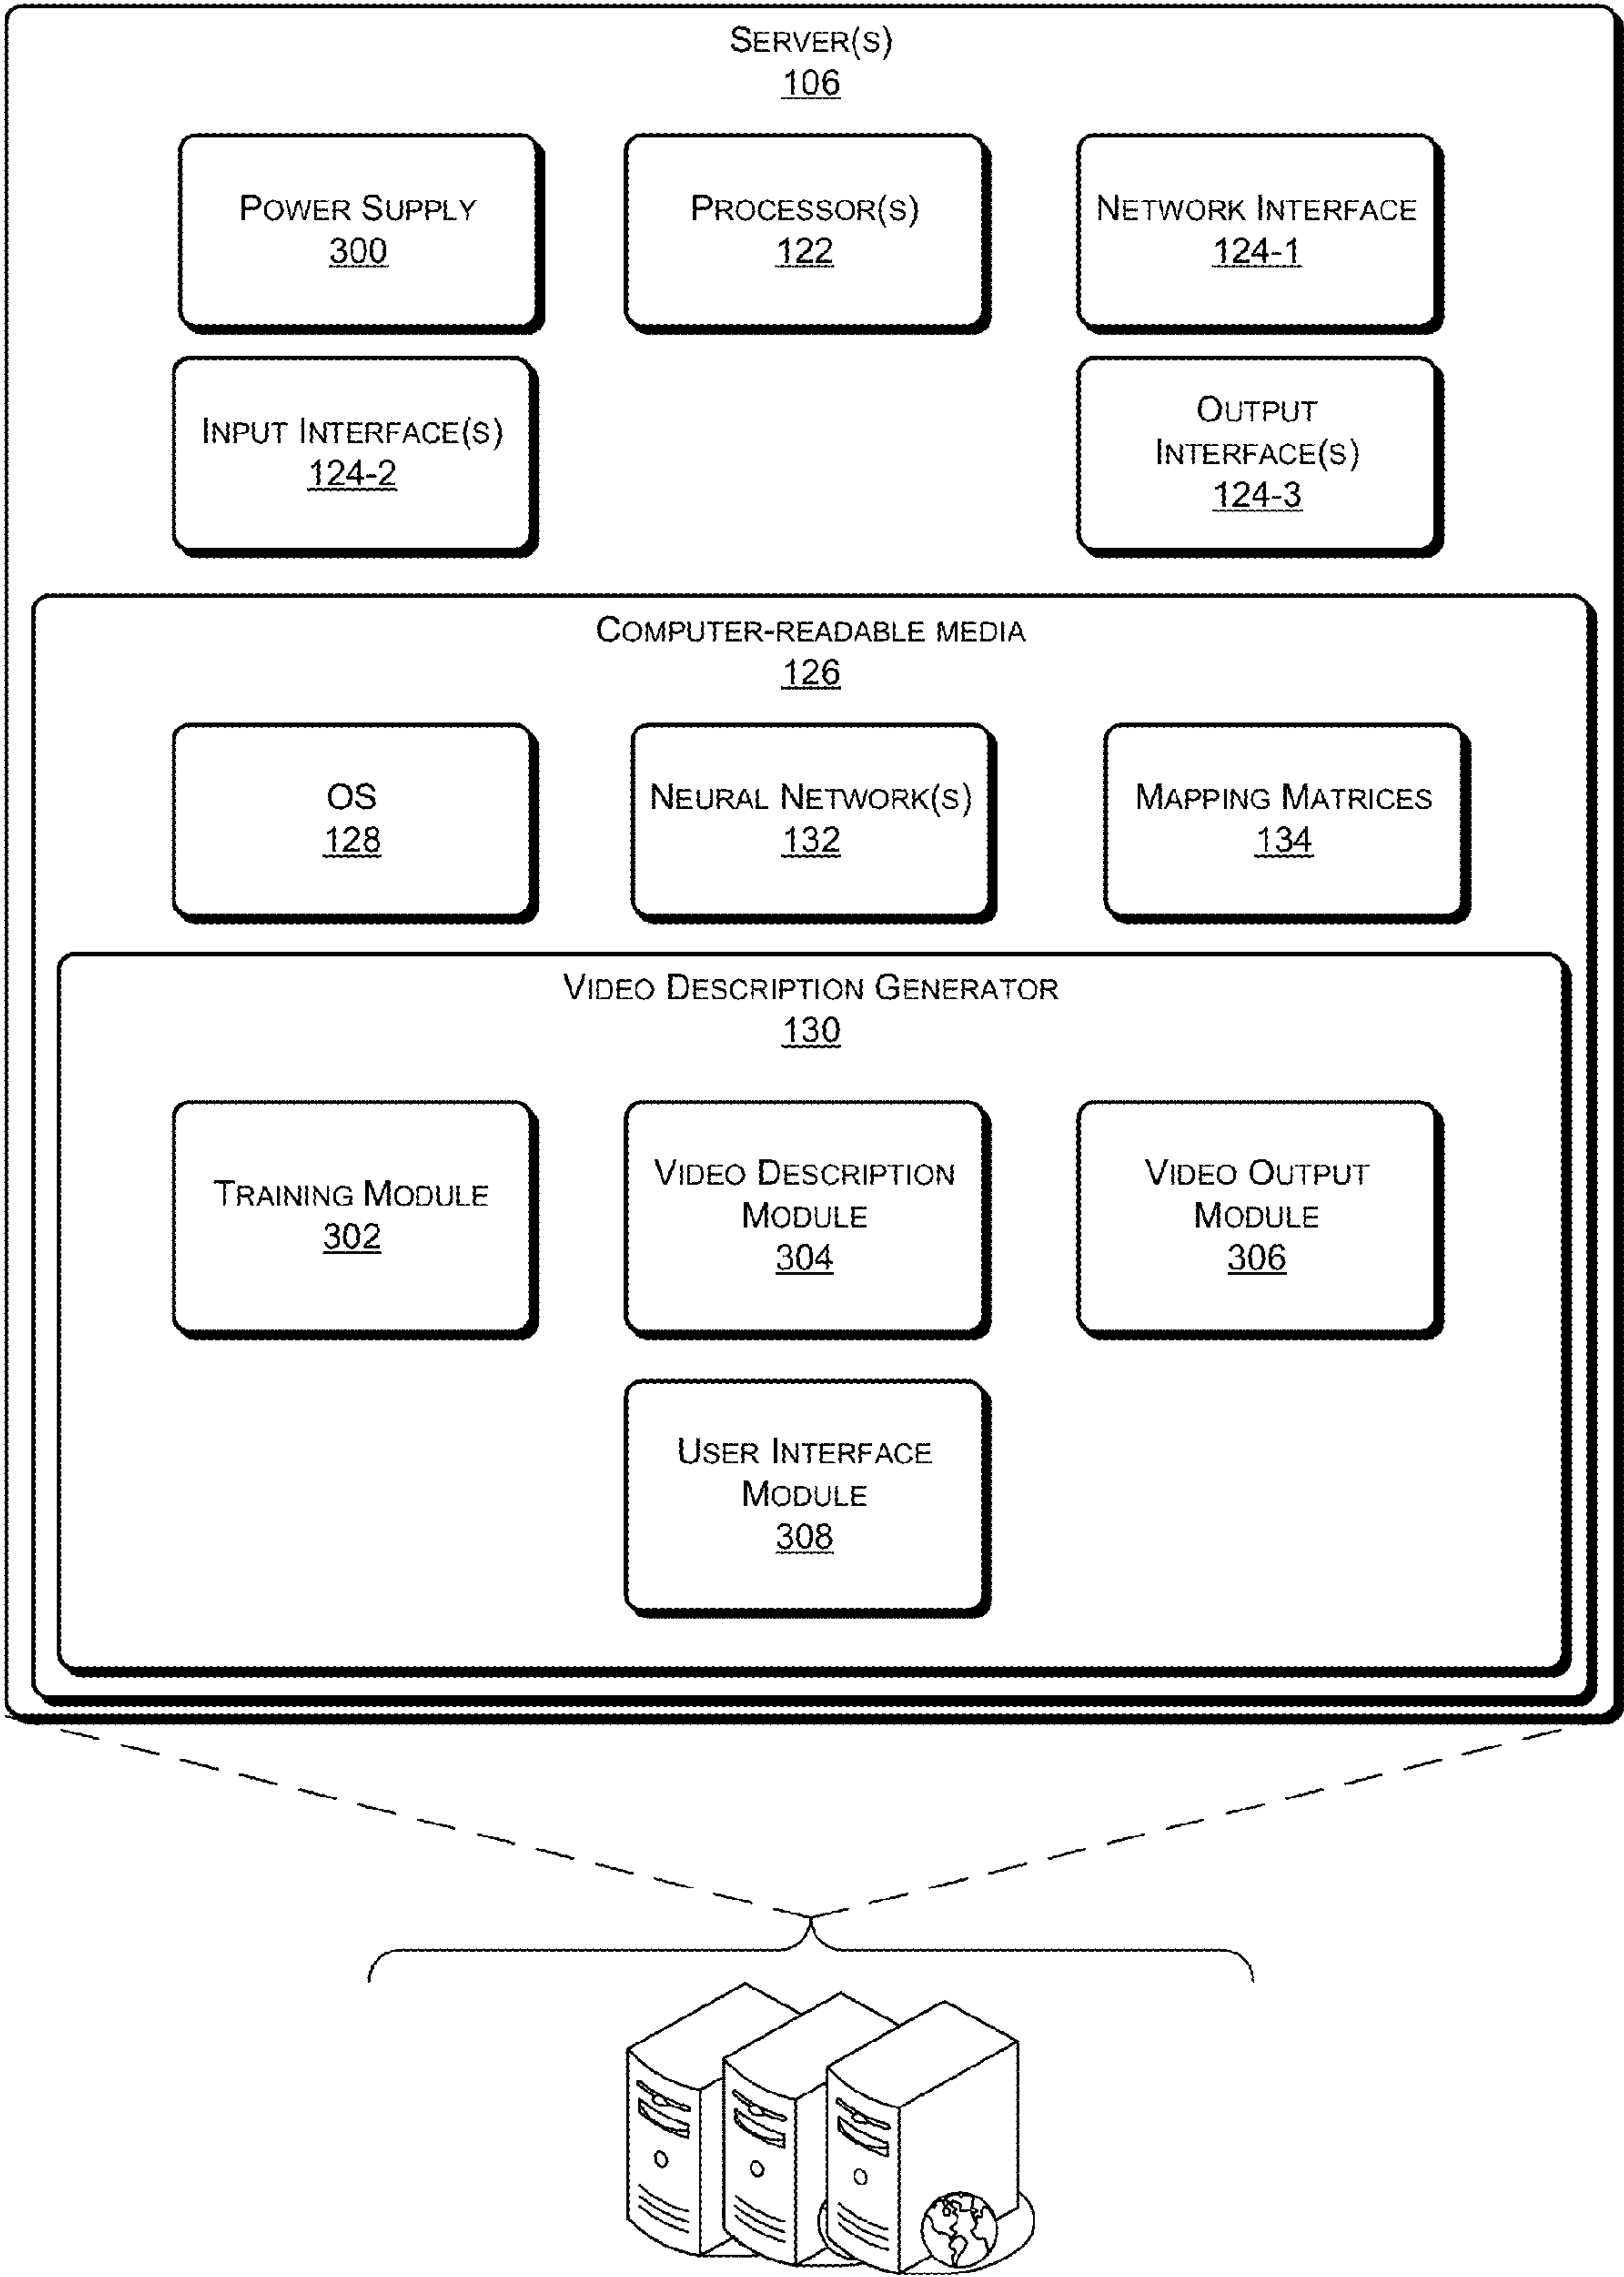 SERVER(S)
106
POWER SUPPLY
300
PROCESSOR(S)
122
NETWORK INTERFACE
124-1
INPUT INTERFACE(S)
124-2
OUTPUT
INTERFACE(S)
124-3
COMPUTER-READABLE MEDIA
126
OS
128
NEURAL NETWORK(S)
132
MAPPING MATRICES
134
VIDEO DESCRIPTION GENERATOR
130
TRAINING MODULE
302
VIDEO DESCRIPTION
MODULE
304
VIDEO OUTPUT
MODULE
306
USER INTERFACE
MODULE
308